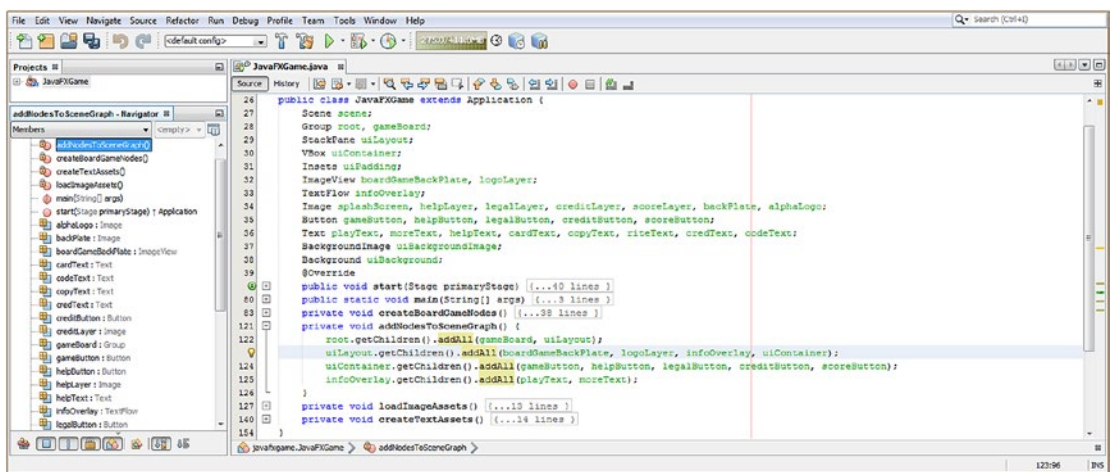 File Edit View Navigate Source Refactor Run Debug Profile Team Tools Window Help
Search (Ctrl+I)
<default config>
Projects
JavaFXGame
addNodesToSceneGraph - Navigator
Members
<empty>
addNodesToSceneGraph()
createBoardGameNodes()
createTextAssets()
loadImageAssets()
main(String[] args)
start(Stage primaryStage) ↑ Application
alphaLogo : Image
backPlate : Image
boardGameBackPlate : ImageView
cardText : Text
codeText : Text
copyText : Text
credText : Text
creditButton : Button
creditLayer : Image
gameBoard : Group
gameButton : Button
helpButton : Button
helpLayer : Image
helpText : Text
infoOverlay : TextFlow
legalButton : Button
JavaFXGame.java
Source History
26 public class JavaFXGame extends Application {
27 Scene scene;
28 Group root, gameBoard;
29 StackPane uiLayout;
30 VBox uiContainer;
31 Insets uiPadding;
32 ImageView boardGameBackPlate, logoLayer;
33 TextFlow infoOverlay;
34 Image splashScreen, helpLayer, legalLayer, creditLayer, scoreLayer, backPlate, alphaLogo;
35 Button gameButton, helpButton, legalButton, creditButton, scoreButton;
36 Text playText, moreText, helpText, cardText, copyText, riteText, credText, codeText;
37 BackgroundImage uiBackgroundImage;
38 Background uiBackground;
39 @Override
public void start(Stage primaryStage) {...40 lines }
80 public static void main(String[] args) {...3 lines }
83 private void createBoardGameNodes() {...38 lines }
121 private void addNodesToSceneGraph() {
122 root.getChildren().addAll(gameBoard, uiLayout);
uiLayout.getChildren().addAll(boardGameBackPlate, logoLayer, infoOverlay, uiContainer);
124 uiContainer.getChildren().addAll(gameButton, helpButton, legalButton, creditButton, scoreButton);
125 infoOverlay.getChildren().addAll(playText, moreText);
126 }
127 private void loadImageAssets() {...13 lines }
140 private void createTextAssets() {...14 lines }
154 }
javafxgame.JavaFXGame
addNodesToSceneGraph
123:96
INS